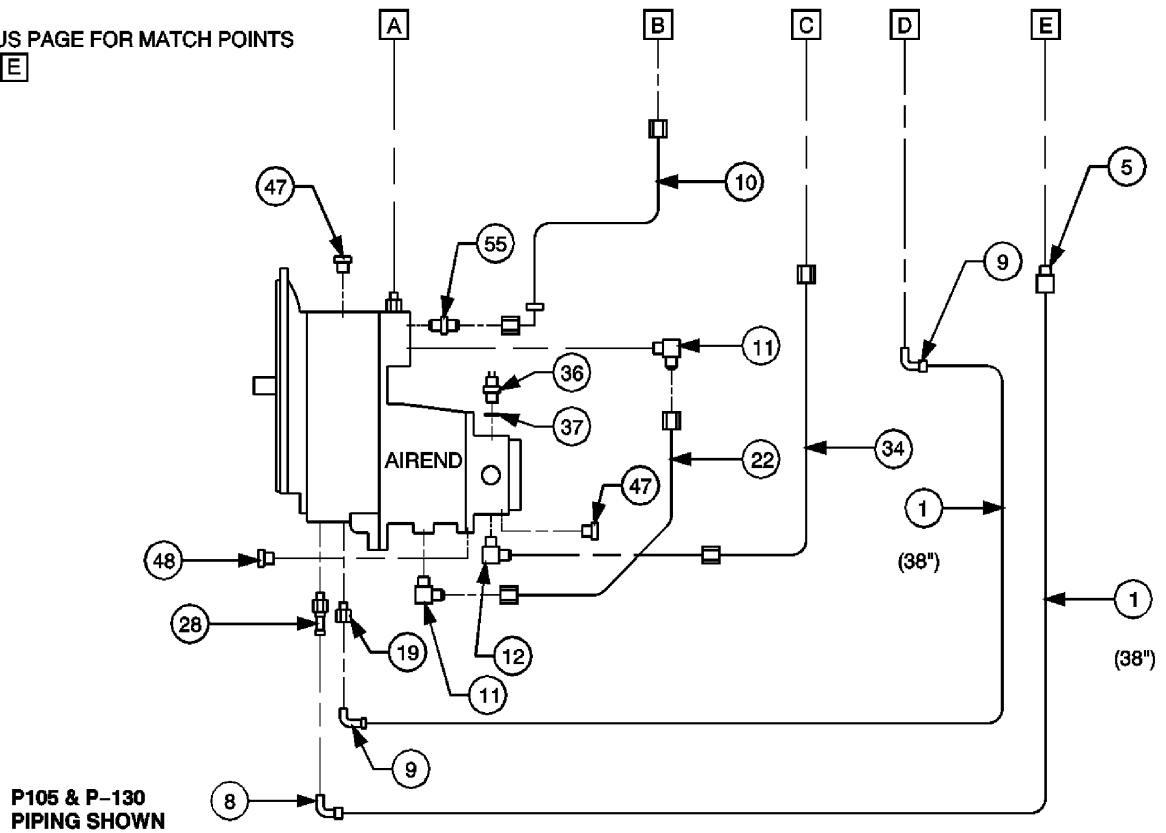 A
B
C
D
E
US PAGE FOR MATCH POINTS
E
47
55
10
5
9
11
36
37
AIREND
22
34
47
1
(38")
48
28
19
12
11
1
(38")
9
8
P105 & P–130
PIPING SHOWN